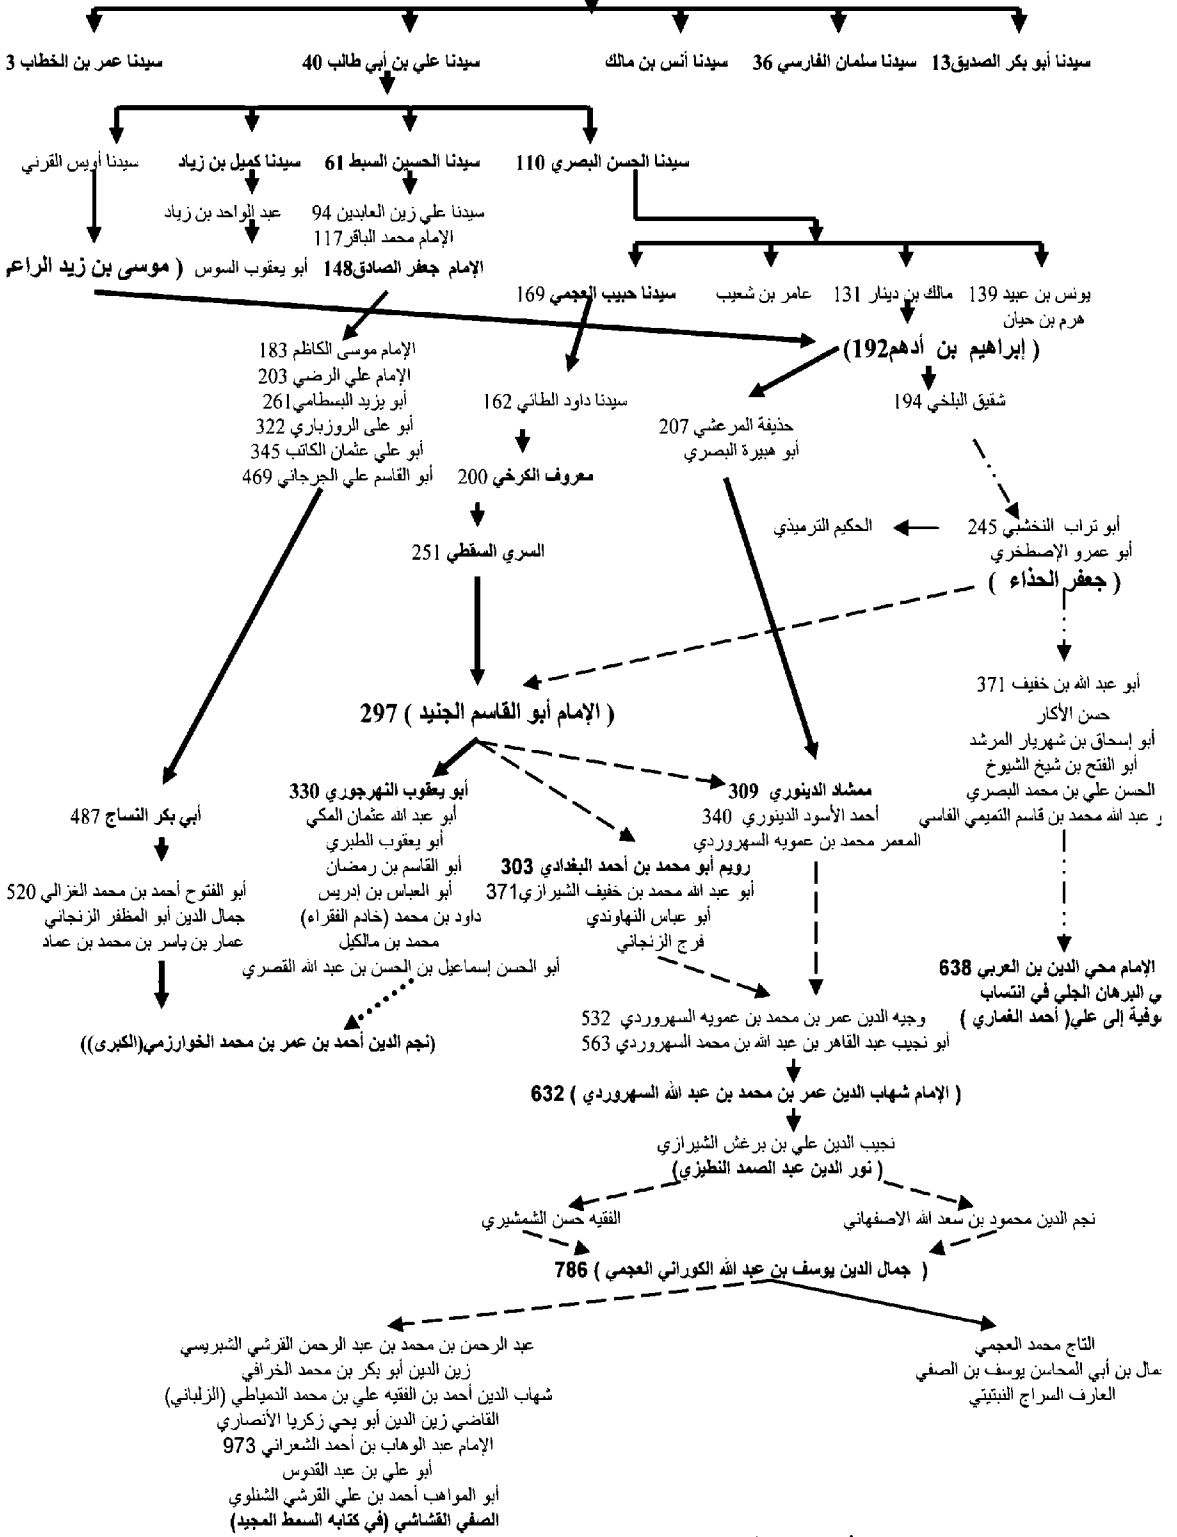 سيدنا أبو بكر الصديق13
سيدنا سلمان الفارسي 36
سيدنا أنس بن مالك
سيدنا علي بن أبي طالب 40
سيدنا عمر بن الخطاب 3
سيدنا الحسن البصري 110
سيدنا الحسين السبط 61
سيدنا كميل بن زياد
سيدنا أويس القرني
سيدنا علي زين العابدين 94
عبد الواحد بن زياد
الإمام محمد الباقر117
الإمام جعفر الصادق148
أبو يعقوب السوس
( موسى بن زيد الراعي
يونس بن عبيد 139
مالك بن دينار 131
عامر بن شعيب
سيدنا حبيب العجمي 169
هرم بن حيان
( إبراهيم بن أدهم192)
الإمام موسى الكاظم 183
الإمام علي الرضي 203
أبو يزيد البسطامي261
أبو على الروزباري 322
أبو علي عثمان الكاتب 345
أبو القاسم علي الجرجاني 469
سيدنا داود الطائي 162
شقيق البلخي 194
حذيفة المرعشي 207
أبو هبيرة البصري
معروف الكرخي 200
أبو تراب النخشبي 245
الحكيم الترميذي
أبو عمرو الإصطخري
( جعفر الحذاء )
السري السقطي 251
أبو عبد الله بن خفيف 371
حسن الأكار
أبو إسحاق بن شهريار المرشد
أبو الفتح بن شيخ الشيوخ
الحسن علي بن محمد البصري
ر عبد الله محمد بن قاسم التميمي الفاسي
( الإمام أبو القاسم الجنيد ) 297
ممشاد الدينوري 309
أحمد الأسود الدينوري 340
المعمر محمد بن عمويه السهروردي
أبو يعقوب النهرجوري 330
أبو عبد الله عثمان المكي
أبو يعقوب الطبري
أبو القاسم بن رمضان
أبو العباس بن إدريس
داود بن محمد (خادم الفقراء)
محمد بن مالكيل
أبو الحسن إسماعيل بن الحسن بن عبد الله القصري
رويم أبو محمد بن أحمد البغدادي 303
أبو عبد الله محمد بن خفيف الشيرازي371
أبو عباس النهاوندي
فرج الزنجاني
أبي بكر النساج 487
أبو الفتوح أحمد بن محمد الغزالي 520
جمال الدين أبو المظفر الزنجاني
عمار بن ياسر بن محمد بن عماد
الإمام محي الدين بن العربي 638
ي البرهان الجلي في انتساب
وفية إلى علي( أحمد الغماري )
وجيه الدين عمر بن محمد بن عمويه السهروردي 532
أبو نجيب عبد القاهر بن عبد الله بن محمد السهروردي 563
(نجم الدين أحمد بن عمر بن محمد الخوارزمي(الكبرى))
( الإمام شهاب الدين عمر بن محمد بن عبد الله السهروردي ) 632
نجيب الدين علي بن برغش الشيرازي
( نور الدين عبد الصمد النطيزي)
نجم الدين محمود بن سعد الله الاصفهاني
الفقيه حسن الشمشيري
( جمال الدين يوسف بن عبد الله الكوراني العجمي ) 786
التاج محمد العجمي
مال بن أبي المحاسن يوسف بن الصفي
العارف السراج النبتيتي
عبد الرحمن بن محمد بن عبد الرحمن القرشي الشبريسي
زين الدين أبو بكر بن محمد الخرافي
شهاب الدين أحمد بن الفقيه علي بن محمد الدمياطي (الزلباني)
القاضي زين الدين أبو يحي زكريا الأنصاري
الإمام عبد الوهاب بن أحمد الشعراني 973
أبو علي بن عبد القدوس
أبو المواهب أحمد بن علي القرشي الشنلوي
الصفي القشاشي (في كتابه السمط المجيد)